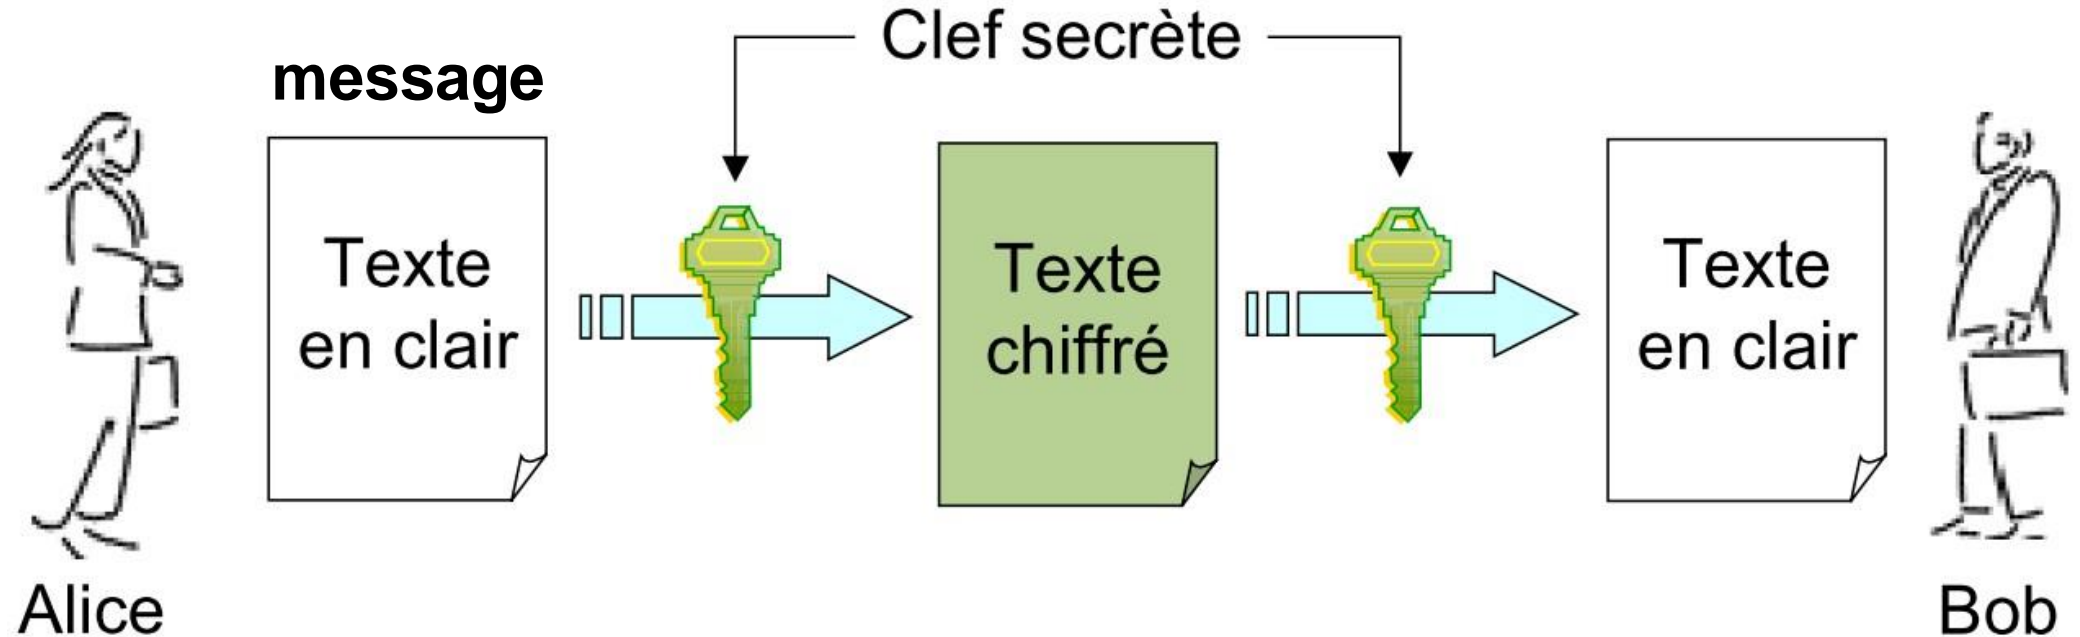 Clef secrète
message
Texte
en clair
Texte
chiffré
Texte
en clair
Alice
Bob